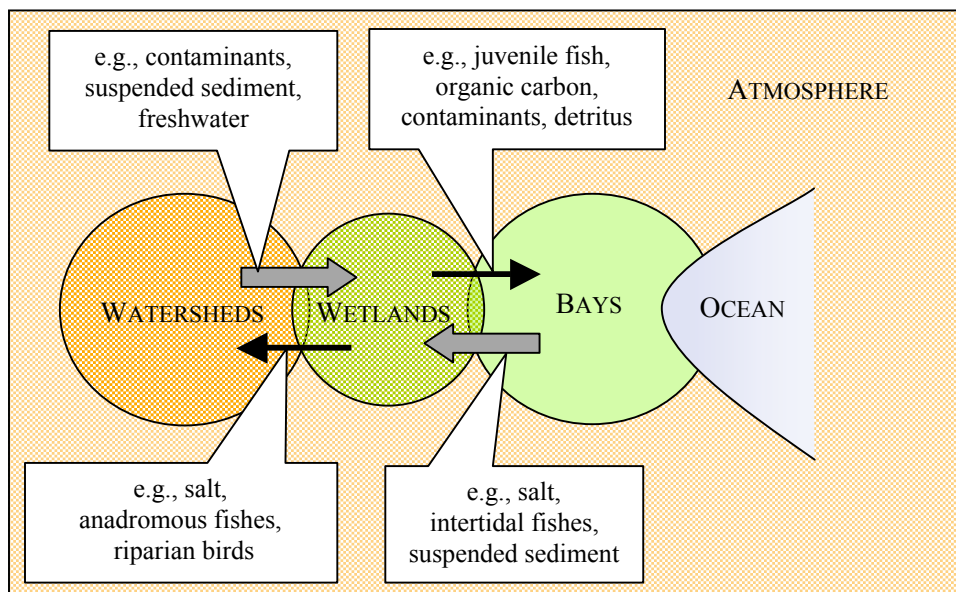 e.g., contaminants,
suspended sediment,
freshwater
e.g., juvenile fish,
organic carbon,
contaminants, detritus
ATMOSPHERE
WATERSHEDS
WETLANDS
BAYS
OCEAN
e.g., salt,
anadromous fishes,
riparian birds
e.g., salt,
intertidal fishes,
suspended sediment